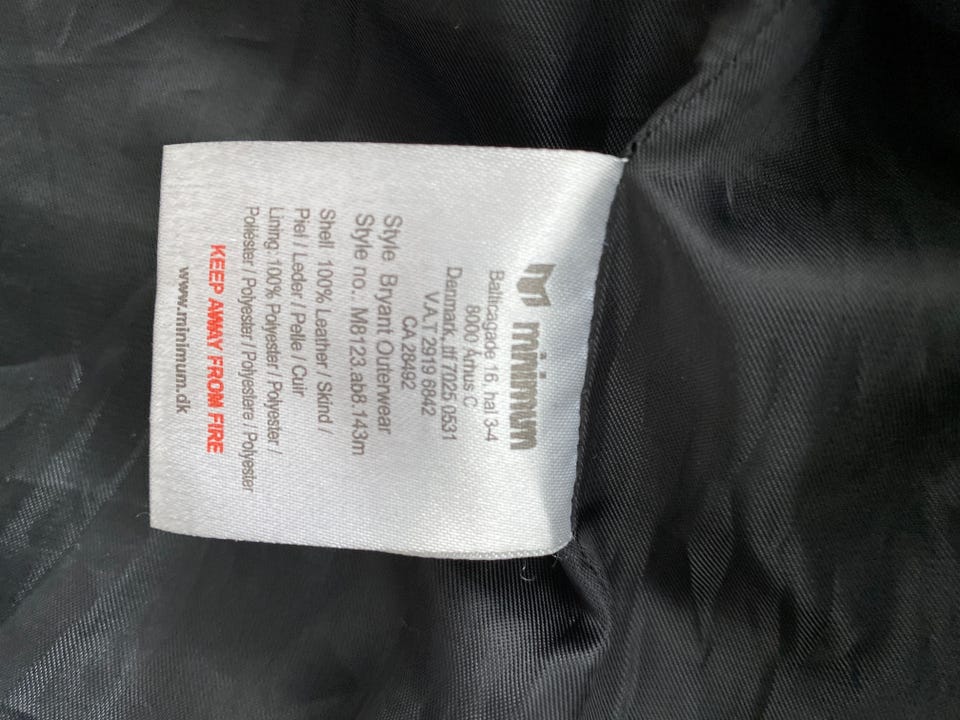 minimum
Balticagade 16, hal 3-4
8000 Århus C
Denmark, tlf 7025 0531
V.A.T 2919 6842
CA 28492
Style Bryant Outerwear
Style no.: M8123.ab8.143m
Shell 100% Leather / Skind /
Piel / Leder / Pelle / Cuir
Lining :100% Polyester / Polyester /
Poliéster / Polyester / Polyestere / Polyester
KEEP AWAY FROM FIRE
www.minimum.dk